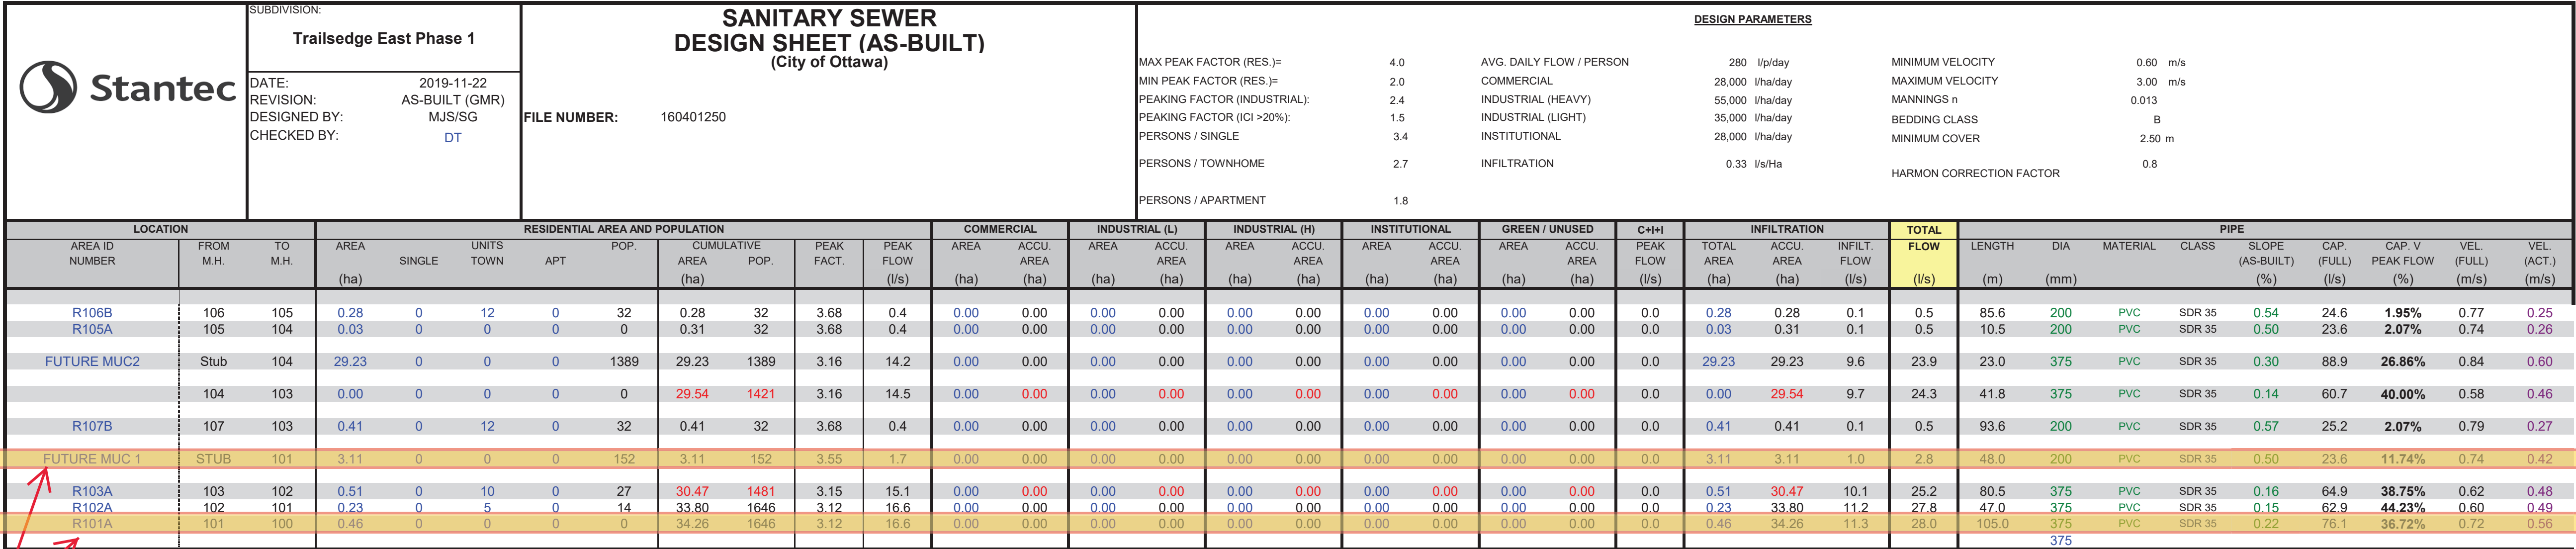 Stantec
SUBDIVISION:
Trailsedge East Phase 1
DATE: 2019-11-22
REVISION: AS-BUILT (GMR)
DESIGNED BY: MJS/SG
CHECKED BY: DT
SANITARY SEWER
DESIGN SHEET (AS-BUILT)
(City of Ottawa)
FILE NUMBER: 160401250
DESIGN PARAMETERS
MAX PEAK FACTOR (RES.)= 4.0 AVG. DAILY FLOW / PERSON 280 l/p/day MINIMUM VELOCITY 0.60 m/s
MIN PEAK FACTOR (RES.)= 2.0 COMMERCIAL 28,000 l/ha/day MAXIMUM VELOCITY 3.00 m/s
PEAKING FACTOR (INDUSTRIAL): 2.4 INDUSTRIAL (HEAVY) 55,000 l/ha/day MANNINGS n 0.013
PEAKING FACTOR (ICI >20%): 1.5 INDUSTRIAL (LIGHT) 35,000 l/ha/day BEDDING CLASS B
PERSONS / SINGLE 3.4 INSTITUTIONAL 28,000 l/ha/day MINIMUM COVER 2.50 m
PERSONS / TOWNHOME 2.7 INFILTRATION 0.33 l/s/Ha HARMON CORRECTION FACTOR 0.8
PERSONS / APARTMENT 1.8
LOCATION RESIDENTIAL AREA AND POPULATION COMMERCIAL INDUSTRIAL (L) INDUSTRIAL (H) INSTITUTIONAL GREEN / UNUSED C+I+I INFILTRATION TOTAL PIPE
AREA ID FROM TO AREA UNITS POP. CUMULATIVE PEAK PEAK AREA ACCU. AREA ACCU. AREA ACCU. AREA ACCU. AREA ACCU. PEAK TOTAL ACCU. INFILT. FLOW LENGTH DIA MATERIAL CLASS SLOPE CAP. CAP. V VEL. VEL.
NUMBER M.H. M.H. SINGLE TOWN APT AREA POP. FACT. FLOW AREA AREA AREA AREA AREA FLOW AREA AREA FLOW (AS-BUILT) (FULL) PEAK FLOW (FULL) (ACT.)
(ha) (ha) (l/s) (ha) (ha) (ha) (ha) (ha) (ha) (ha) (ha) (ha) (ha) (l/s) (ha) (ha) (l/s) (l/s) (m) (mm) (%) (l/s) (%) (m/s) (m/s)
R106B 106 105 0.28 0 12 0 32 0.28 32 3.68 0.4 0.00 0.00 0.00 0.00 0.00 0.00 0.00 0.00 0.00 0.00 0.0 0.28 0.28 0.1 0.5 85.6 200 PVC SDR 35 0.54 24.6 1.95% 0.77 0.25
R105A 105 104 0.03 0 0 0 0 0.31 32 3.68 0.4 0.00 0.00 0.00 0.00 0.00 0.00 0.00 0.00 0.00 0.00 0.0 0.03 0.31 0.1 0.5 10.5 200 PVC SDR 35 0.50 23.6 2.07% 0.74 0.26
FUTURE MUC2 Stub 104 29.23 0 0 0 1389 29.23 1389 3.16 14.2 0.00 0.00 0.00 0.00 0.00 0.00 0.00 0.00 0.00 0.00 0.0 29.23 29.23 9.6 23.9 23.0 375 PVC SDR 35 0.30 88.9 26.86% 0.84 0.60
104 103 0.00 0 0 0 0 29.54 1421 3.16 14.5 0.00 0.00 0.00 0.00 0.00 0.00 0.00 0.00 0.00 0.00 0.0 0.00 29.54 9.7 24.3 41.8 375 PVC SDR 35 0.14 60.7 40.00% 0.58 0.46
R107B 107 103 0.41 0 12 0 32 0.41 32 3.68 0.4 0.00 0.00 0.00 0.00 0.00 0.00 0.00 0.00 0.00 0.00 0.0 0.41 0.41 0.1 0.5 93.6 200 PVC SDR 35 0.57 25.2 2.07% 0.79 0.27
FUTURE MUC 1 STUB 101 3.11 0 0 0 152 3.11 152 3.55 1.7 0.00 0.00 0.00 0.00 0.00 0.00 0.00 0.00 0.00 0.00 0.0 3.11 3.11 1.0 2.8 48.0 200 PVC SDR 35 0.50 23.6 11.74% 0.74 0.42
R103A 103 102 0.51 0 10 0 27 30.47 1481 3.15 15.1 0.00 0.00 0.00 0.00 0.00 0.00 0.00 0.00 0.00 0.00 0.0 0.51 30.47 10.1 25.2 80.5 375 PVC SDR 35 0.16 64.9 38.75% 0.62 0.48
R102A 102 101 0.23 0 5 0 14 33.80 1646 3.12 16.6 0.00 0.00 0.00 0.00 0.00 0.00 0.00 0.00 0.00 0.00 0.0 0.23 33.80 11.2 27.8 47.0 375 PVC SDR 35 0.15 62.9 44.23% 0.60 0.49
R101A 101 100 0.46 0 0 0 0 34.26 1646 3.12 16.6 0.00 0.00 0.00 0.00 0.00 0.00 0.00 0.00 0.00 0.00 0.0 0.46 34.26 11.3 28.0 105.0 375 PVC SDR 35 0.22 76.1 36.72% 0.72 0.56
375